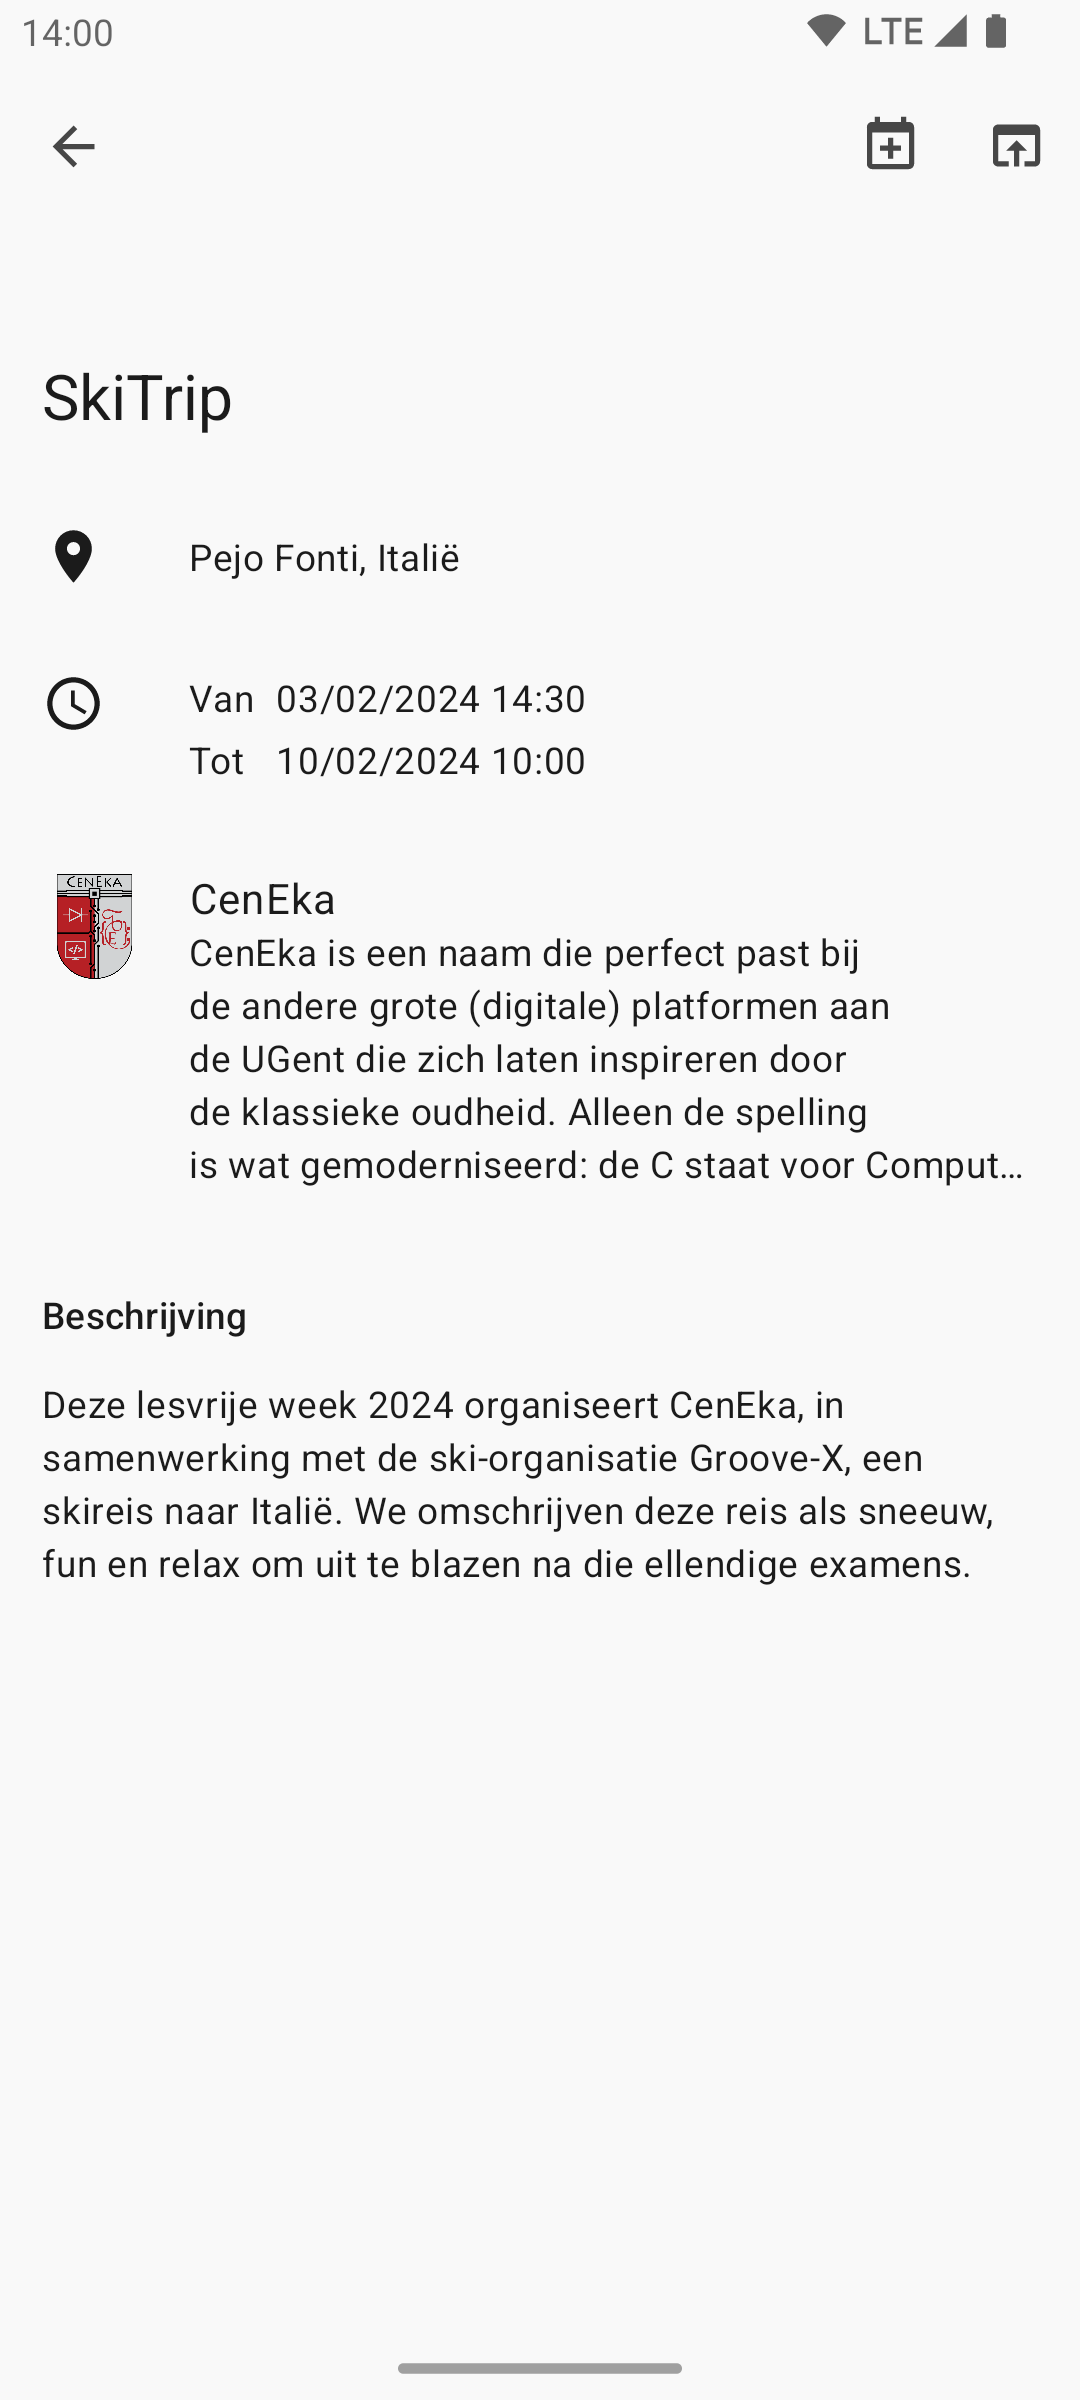 14:00
LTE
SkiTrip
Pejo Fonti, Italië
Van 03/02/2024 14:30
Tot 10/02/2024 10:00
CENEKA
CenEka
CenEka is een naam die perfect past bij
de andere grote (digitale) platformen aan
de UGent die zich laten inspireren door
de klassieke oudheid. Alleen de spelling
is wat gemoderniseerd: de C staat voor Comput…
Beschrijving
Deze lesvrije week 2024 organiseert CenEka, in
samenwerking met de ski-organisatie Groove-X, een
skireis naar Italië. We omschrijven deze reis als sneeuw,
fun en relax om uit te blazen na die ellendige examens.